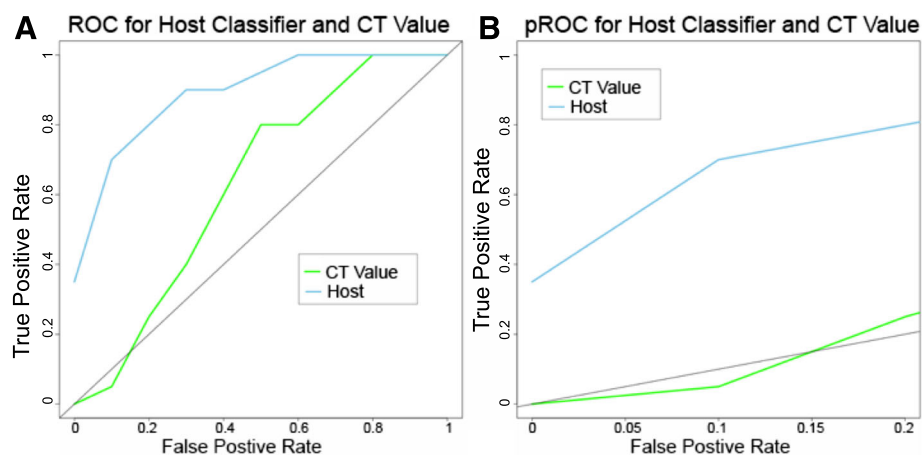 A ROC for Host Classifier and CT Value
True Positive Rate
1
0.8
0.6
0.4
0.2
0
CT Value
Host
0 0.2 0.4 0.6 0.8 1
False Postive Rate
B pROC for Host Classifier and CT Value
True Positive Rate
1
0.8
0.6
0.4
0.2
0
CT Value
Host
0 0.05 0.1 0.15 0.2
False Postive Rate